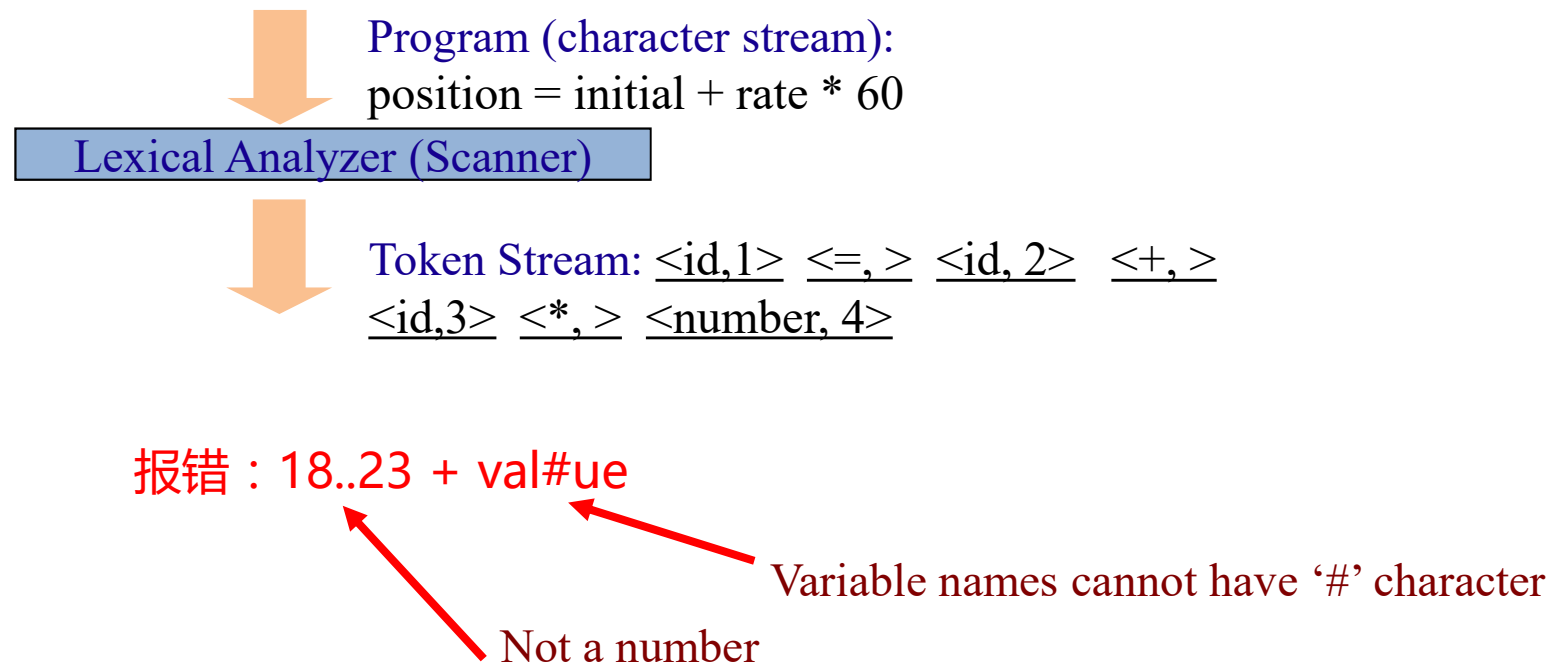 Program (character stream):
position = initial + rate * 60
Lexical Analyzer (Scanner)
Token Stream: <id,1> <=, > <id, 2> <+, >
<id,3> <*, > <number, 4>
报错：18..23 + val#ue
Variable names cannot have ‘#’ character
Not a number